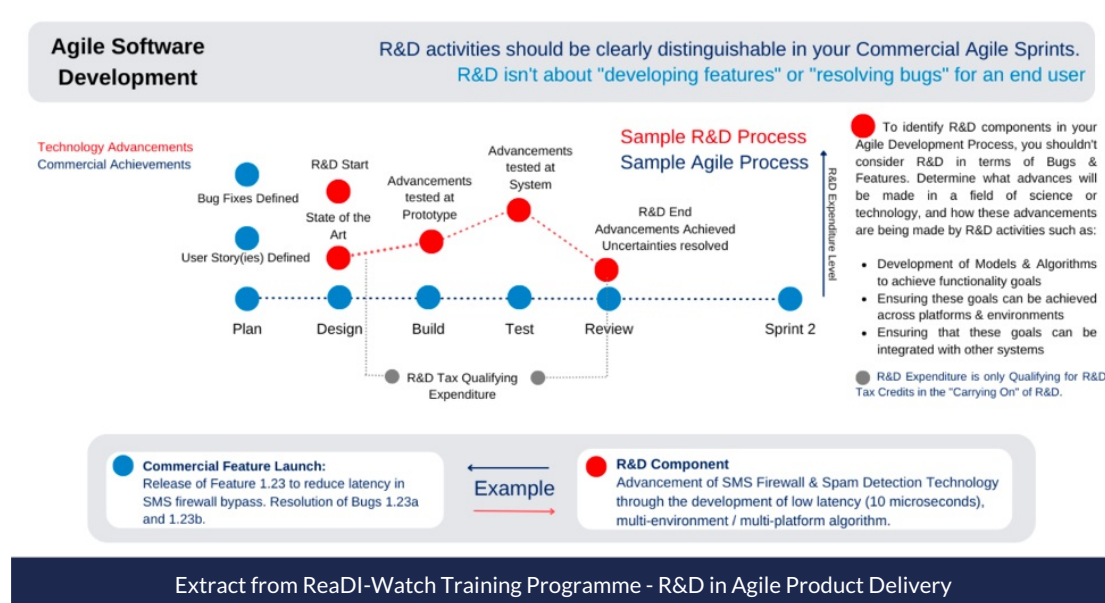 Agile Software
Development
R&D activities should be clearly distinguishable in your Commercial Agile Sprints.
R&D isn't about "developing features" or "resolving bugs" for an end user
Technology Advancements
Commercial Achievements
Bug Fixes Defined
User Story(ies) Defined
R&D Start
State of the
Art
Advancements
tested at
Prototype
Advancements
tested at
System
R&D End
Advancements Achieved
Uncertainties resolved
Sample R&D Process
Sample Agile Process
R&D Expenditure Level
Plan
Design
Build
Test
Review
Sprint 2
R&D Tax Qualifying
Expenditure
To identify R&D components in your
Agile Development Process, you shouldn't
consider R&D in terms of Bugs &
Features. Determine what advances will
be made in a field of science or
technology, and how these advancements
are being made by R&D activities such as:
• Development of Models & Algorithms
to achieve functionality goals
• Ensuring these goals can be achieved
across platforms & environments
• Ensuring that these goals can be
integrated with other systems
R&D Expenditure is only Qualifying for R&D
Tax Credits in the "Carrying On" of R&D.
Commercial Feature Launch:
Release of Feature 1.23 to reduce latency in
SMS firewall bypass. Resolution of Bugs 1.23a
and 1.23b.
Example
R&D Component
Advancement of SMS Firewall & Spam Detection Technology
through the development of low latency (10 microseconds),
multi-environment / multi-platform algorithm.
Extract from ReaDI-Watch Training Programme - R&D in Agile Product Delivery